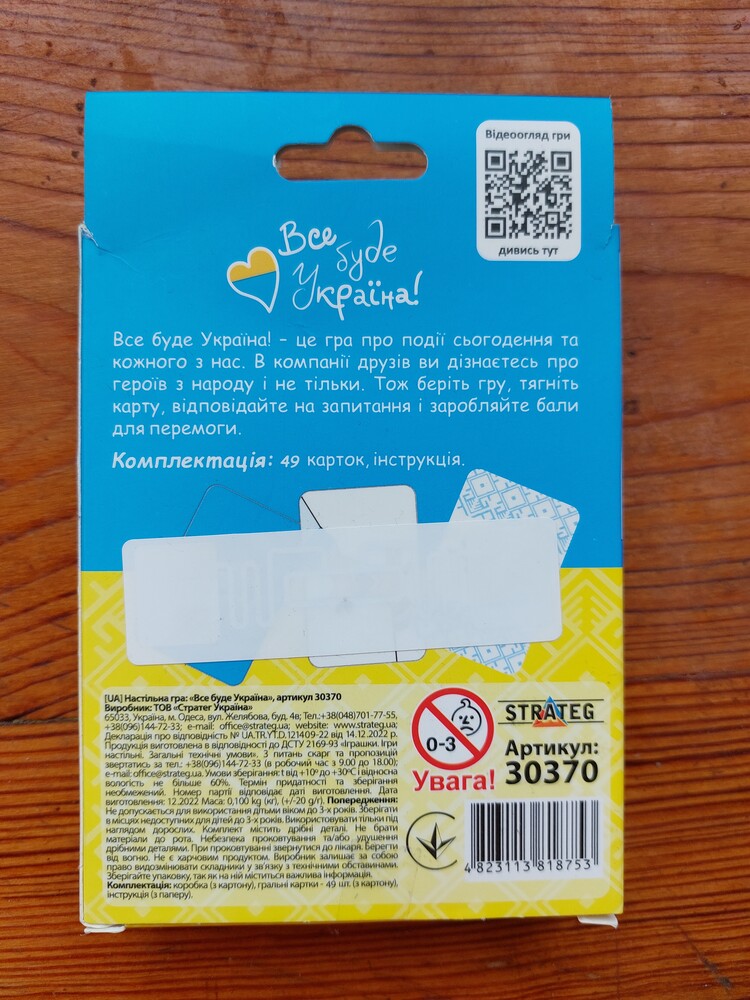 Відеоогляд гри
дивись тут
Все
буде
Україна!
Все буде Україна! – це гра про події сьогодення та
кожного з нас. В компанії друзів ви дізнаєтесь про
героїв з народу і не тільки. Тож беріть гру, тягніть
карту, відповідайте на запитання і заробляйте бали
для перемоги.
Комплектація: 49 карток, інструкція.
[UA] Настільна гра: «Все буде Україна», артикул 30370
Виробник: ТОВ «Стратег Україна»
65033, Україна, м. Одеса, вул. Желябова, буд. 4в; Тел.:+38(048)701-77-55,
+38(096)144-72-33; e-mail: office@strateg.ua; website: www.strateg.ua;
Декларація про відповідність № UA.TR.YT.D.121409-22 від 14.12.2022 р.
Продукція виготовлена в відповідності до ДСТУ 2169-93 «Іграшки. Ігри
настільні. Загальні технічні умови». З питань скарг та пропозицій
звертатись за тел.: +38(096)144-72-33 (в робочий час з 9.00 до 18.00);
e-mail: office@strateg.ua. Умови зберігання: t від +10º до +30ºС і відносна
вологість не більше 60%. Термін придатності та зберігання
необмежений. Номер партії відповідає даті виготовлення. Дата
виготовлення: 12.2022 Маса: 0,100 kg (кг), (+/-20 g/г). Попередження:
Не допускається для використання дітьми віком до 3-х років. Зберігати
в місцях недоступних для дітей до 3-х років. Використовувати тільки під
наглядом дорослих. Комплект містить дрібні деталі. Не брати
матеріали до рота. Небезпека проковтування та/або удушення
дрібними деталями. При проковтуванні звернутися до лікаря. Берегти
від вогню. Не є харчовим продуктом. Виробник залишає за собою
право видозмінювати складники у зв'язку з технічними обставинами.
Зберігайте упаковку, так як на ній міститься важлива інформація.
Комплектація: коробка (з картону), гральні картки - 49 шт. (з картону),
інструкція (з паперу).
0-3
Увага!
STRATEG
Артикул:
30370
4 823113 818753